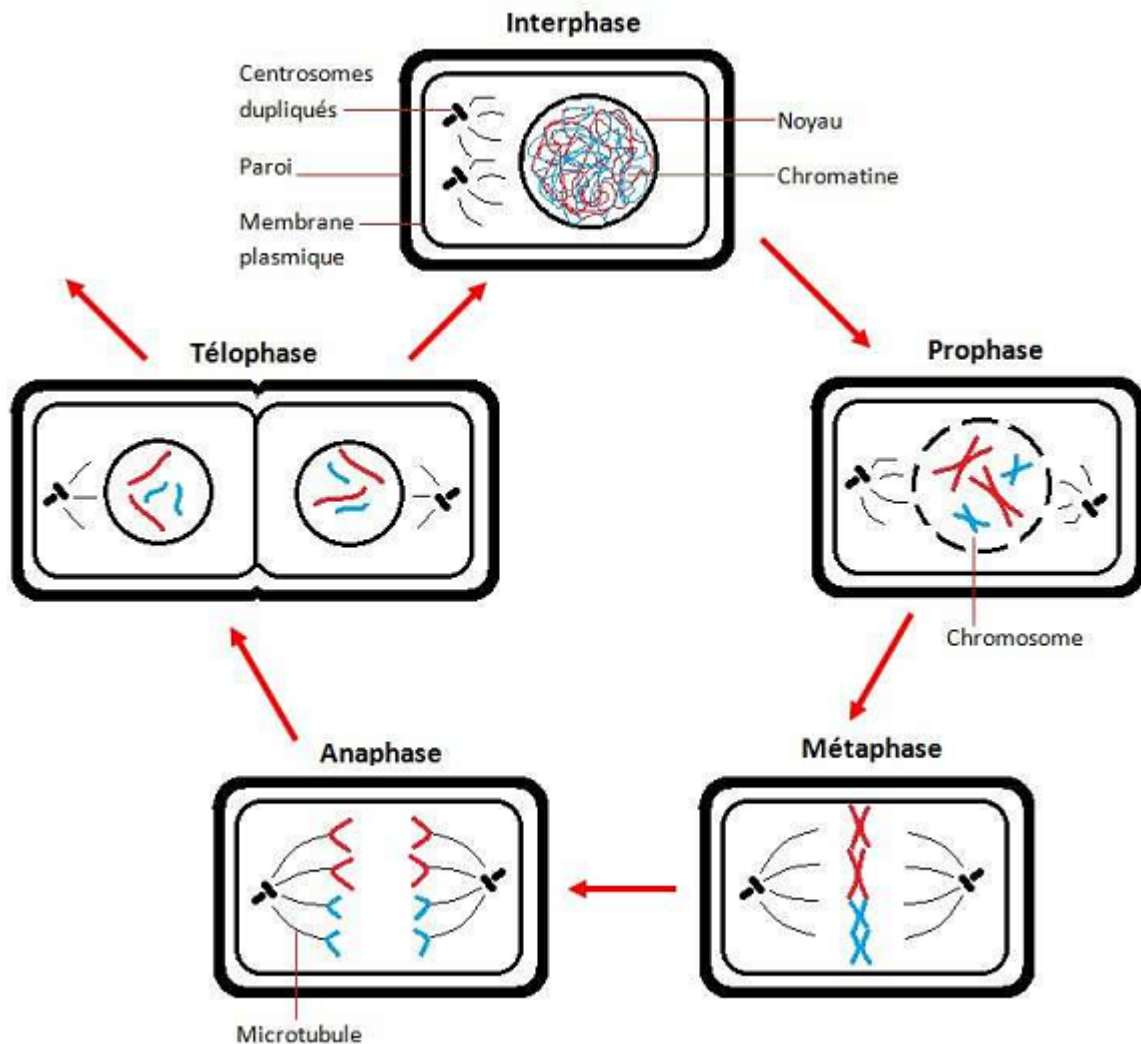 Interphase
Centrosomes
dupliqués
Paroi
Membrane
plasmique
Noyau
Chromatine
Télophase
Prophase
Chromosome
Anaphase
Métaphase
Microtubule